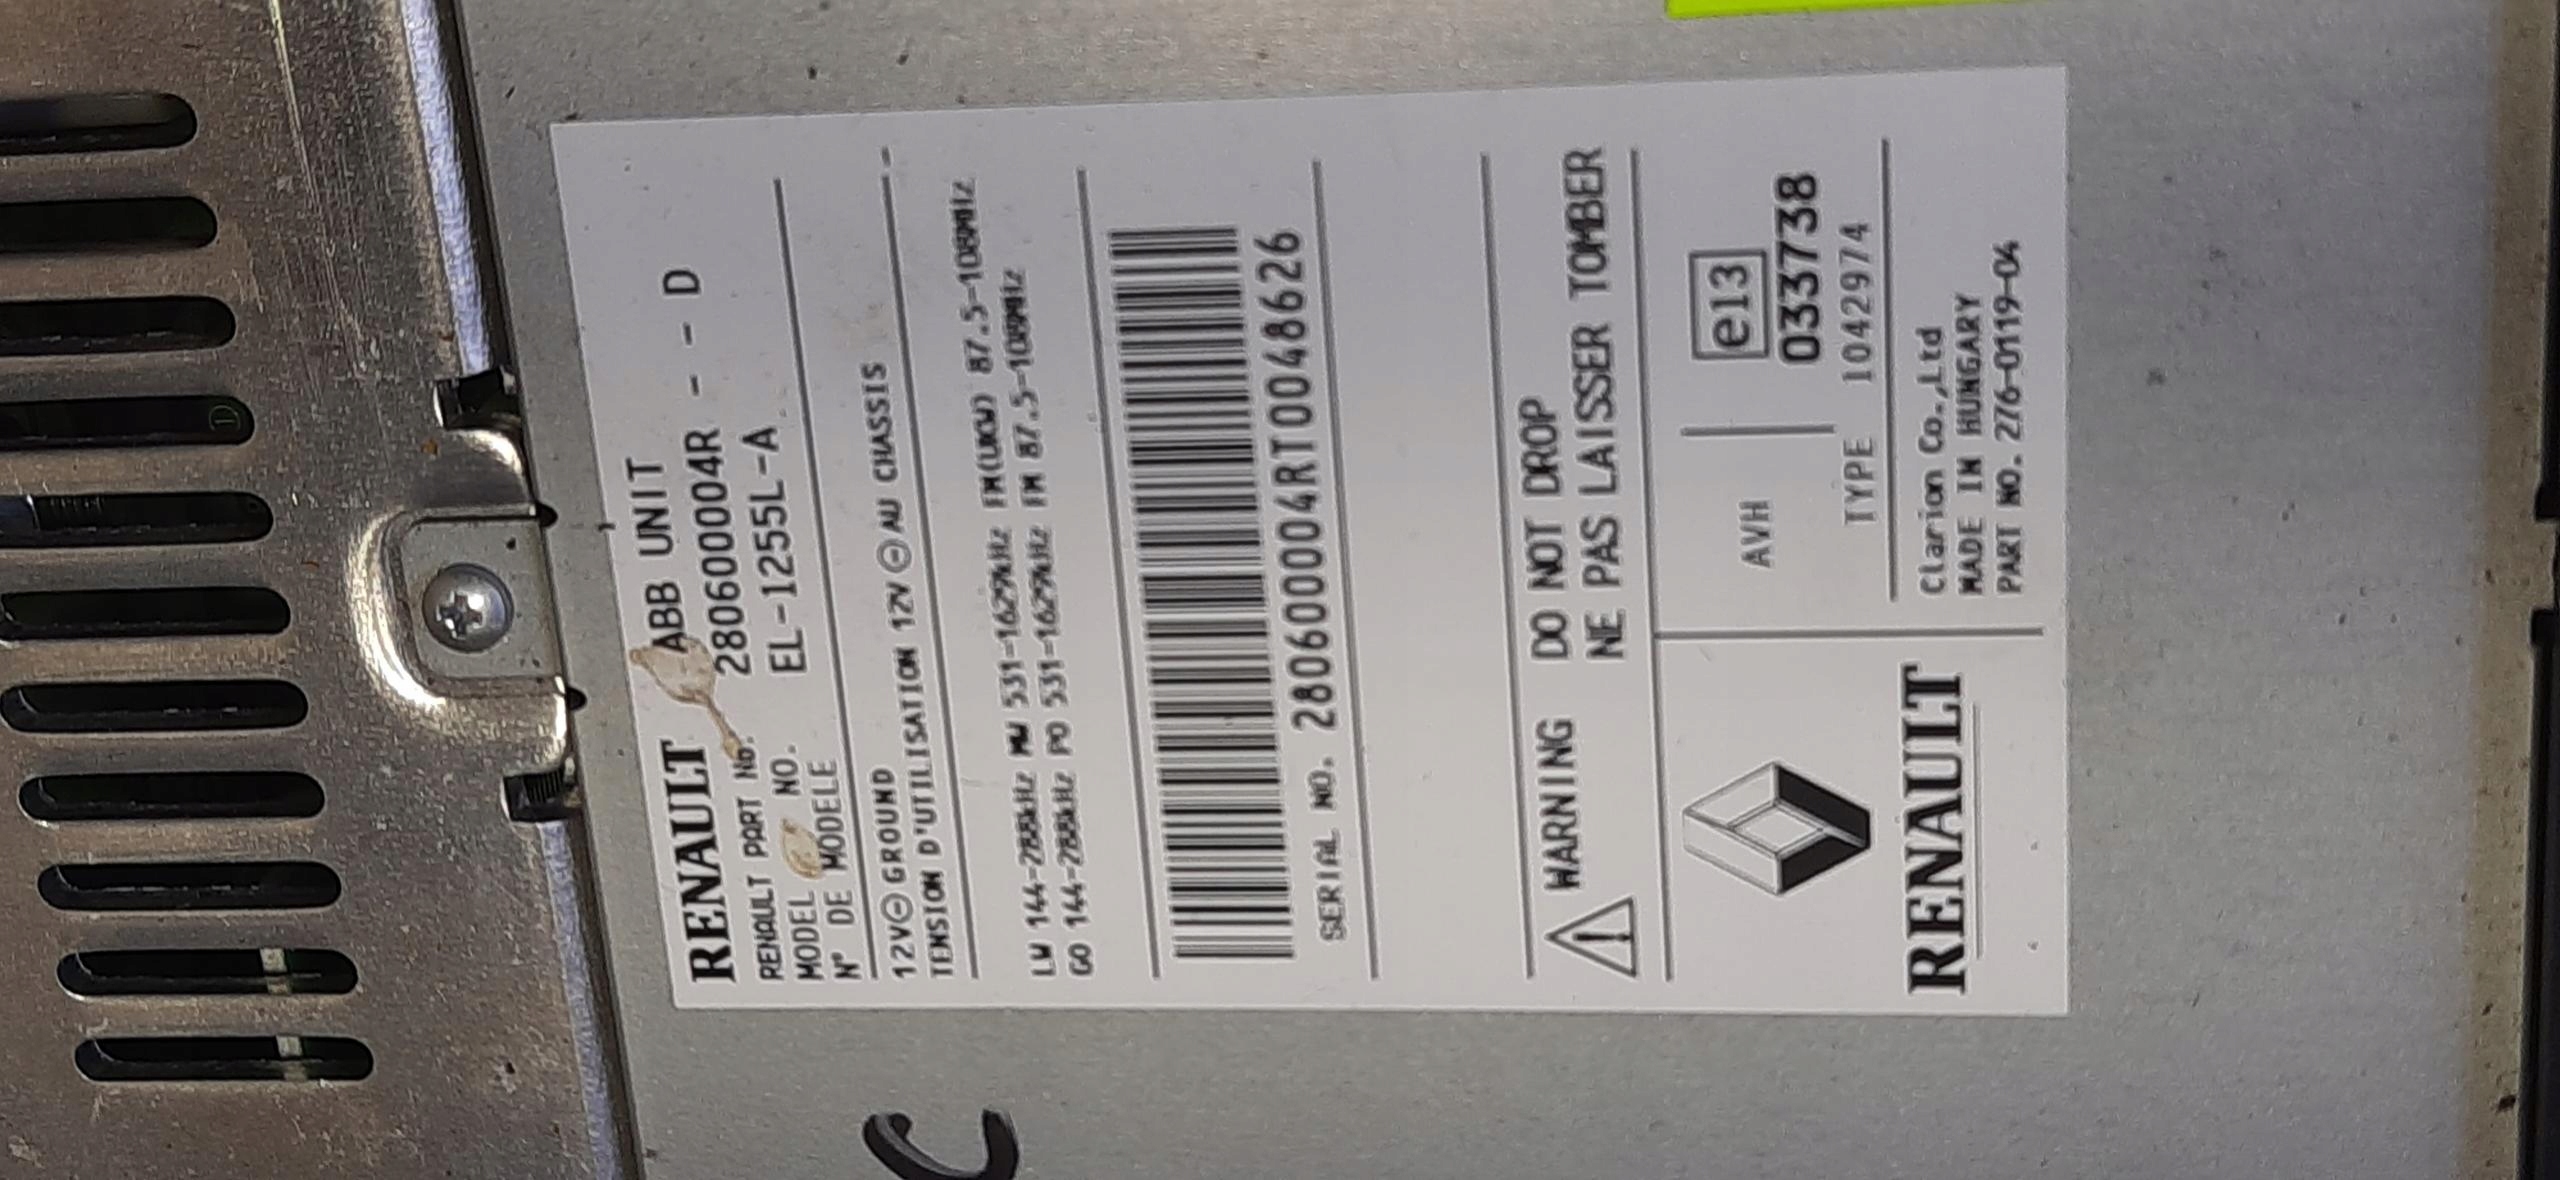 RENAULT ABB UNIT
RENAULT PART No. 280600004R - - D
MODEL NO. EL-1255L-A
N° DE MODELE
12V⊖GROUND
TENSION D'UTILISATION 12V ⊖ AU CHASSIS
LW 144-288kHz MW 531-1629kHz FM(UKW) 87.5-108MHz
GO 144-288kHz PO 531-1629kHz FM 87.5-108MHz
SERIAL NO. 280600004RT0048626
WARNING DO NOT DROP
NE PAS LAISSER TOMBER
AVH e13
0337738
TYPE 1042974
Clarion Co.,Ltd
MADE IN HUNGARY
PART NO. 276-0119-04
RENAULT
C